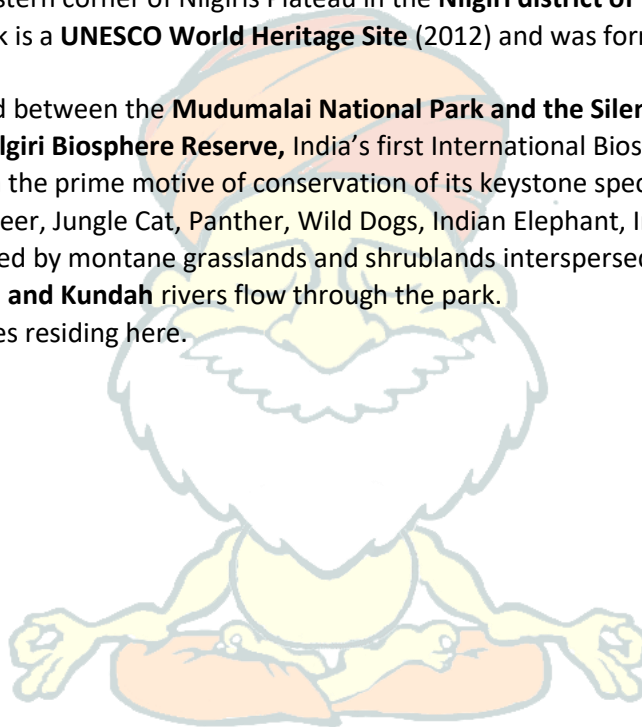 stern corner of Nilgiris Plateau in the Nilgiri district of
k is a UNESCO World Heritage Site (2012) and was for
d between the Mudumalai National Park and the Siler
lgiri Biosphere Reserve, India's first International Bios
the prime motive of conservation of its keystone spec
eer, Jungle Cat, Panther, Wild Dogs, Indian Elephant, I
ed by montane grasslands and shrublands interspersed
and Kundah rivers flow through the park.
es residing here.